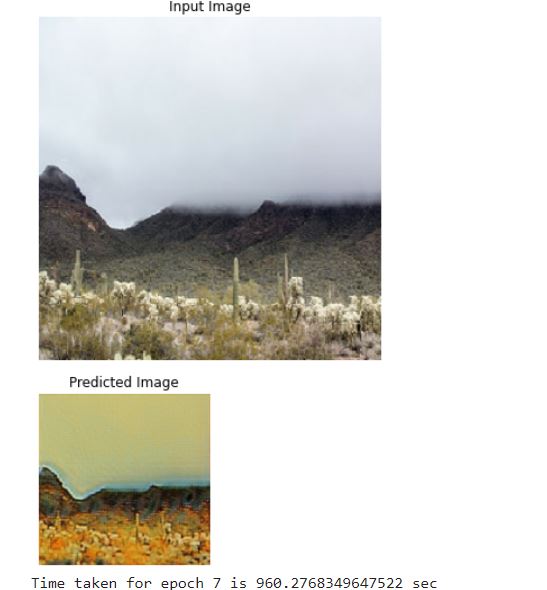 Input Image
Predicted Image
Time taken for epoch 7 is 960.2768349647522 sec